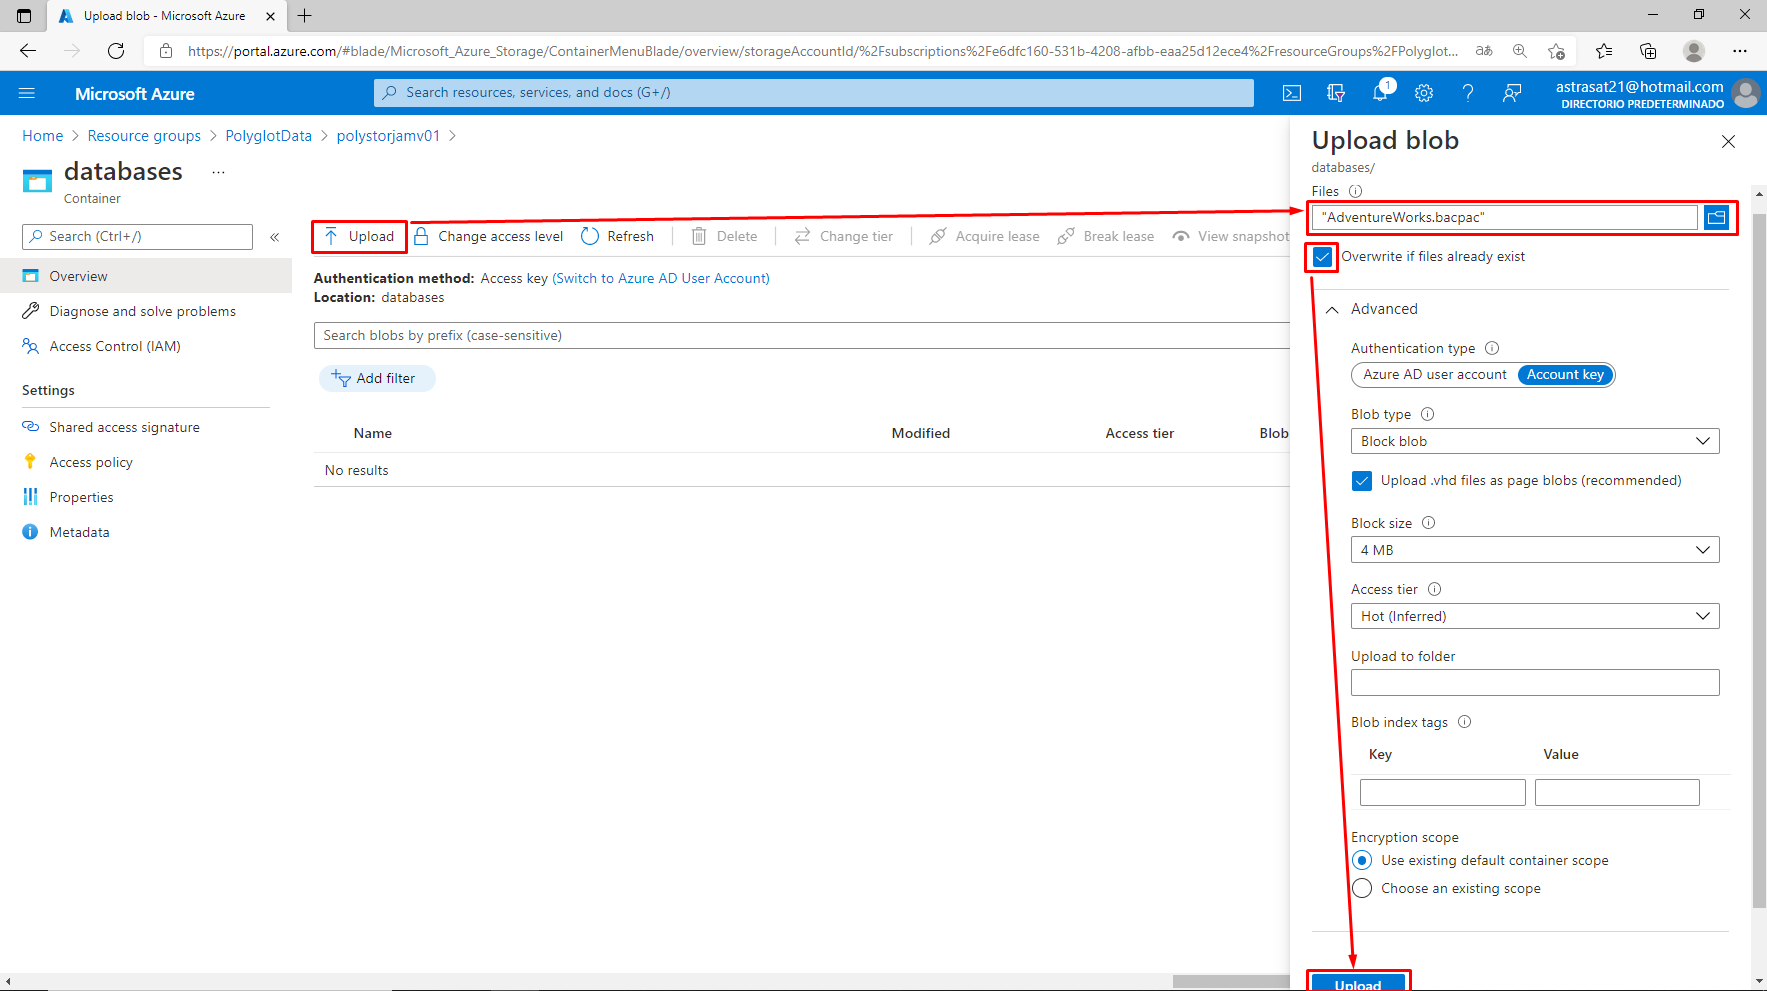 Upload blob - Microsoft Azure
https://portal.azure.com/#blade/Microsoft_Azure_Storage/ContainerMenuBlade/overview/storageAccountId/%2Fsubscriptions%2Fe6dfc160-531b-4208-afbb-eaa25d12ece4%2FresourceGroups%2FPolyglot...
Microsoft Azure
Search resources, services, and docs (G+/)
1
astrasat21@hotmail.com
DIRECTORIO PREDETERMINADO
Home > Resource groups > PolyglotData > polystorjamv01 >
databases ...
Container
Search (Ctrl+/)
Overview
Diagnose and solve problems
Access Control (IAM)
Settings
Shared access signature
Access policy
Properties
Metadata
Upload Change access level Refresh Delete Change tier Acquire lease Break lease View snapshot
Authentication method: Access key (Switch to Azure AD User Account)
Location: databases
Search blobs by prefix (case-sensitive)
Add filter
Name Modified Access tier Blob
No results
Upload blob
databases/
Files
"AdventureWorks.bacpac"
Overwrite if files already exist
Advanced
Authentication type
Azure AD user account Account key
Blob type
Block blob
Upload .vhd files as page blobs (recommended)
Block size
4 MB
Access tier
Hot (Inferred)
Upload to folder
Blob index tags
Key Value
Encryption scope
Use existing default container scope
Choose an existing scope
Upload